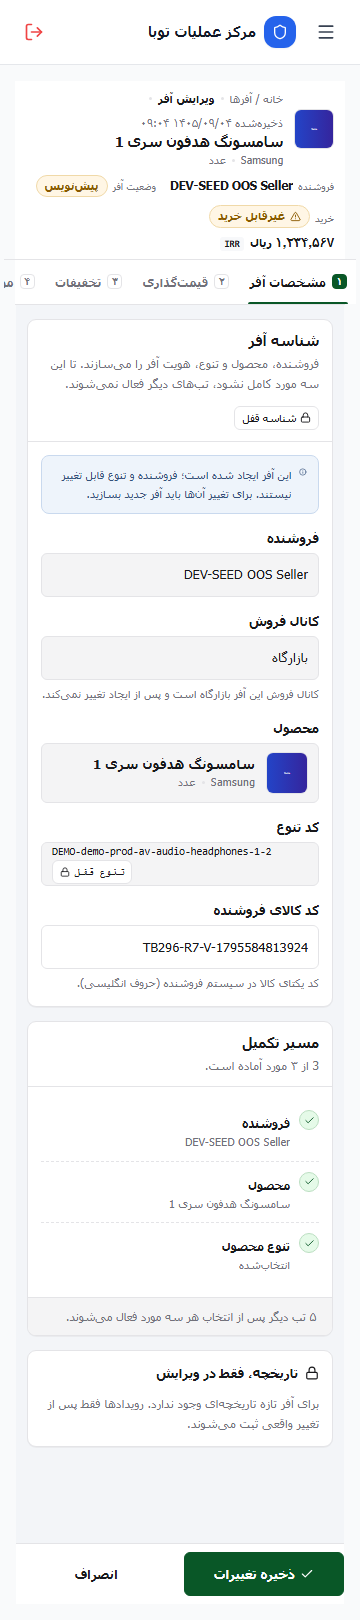 مرکز عملیات توبا
خانه / آفرها • ویرایش آفر •
ذخیره‌شده ۱۴۰۵/۰۹/۰۴ ۰۹:۰۴
سامسونگ هدفون سری 1
Samsung • عدد
فروشنده DEV-SEED OOS Seller وضعیت آفر پیش‌نویس
خرید غیرقابل خرید
۱,۲۳۴,۵۶۷ ریال IRR
۱ مشخصات آفر ۲ قیمت‌گذاری ۳ تخفیفات ۴ مو
شناسه آفر
فروشنده، محصول و تنوع، هویت آفر را می‌سازند. تا این
سه مورد کامل نشود، تب‌های دیگر فعال نمی‌شوند.
شناسه قفل
این آفر ایجاد شده است؛ فروشنده و تنوع قابل تغییر
نیستند. برای تغییر آن‌ها باید آفر جدید بسازید.
فروشنده
DEV-SEED OOS Seller
کانال فروش
بازارگاه
کانال فروش این آفر بازارگاه است و پس از ایجاد تغییر نمی‌کند.
محصول
سامسونگ هدفون سری 1
Samsung • عدد
کد تنوع
DEMO-demo-prod-av-audio-headphones-1-2
تنوع قفل
کد کالای فروشنده
TB296-R7-V-1795584813924
کد یکتای کالا در سیستم فروشنده (حروف انگلیسی).
مسیر تکمیل
3 از ۳ مورد آماده است.
فروشنده
DEV-SEED OOS Seller
محصول
سامسونگ هدفون سری 1
تنوع محصول
انتخاب‌شده
۵ تب دیگر پس از انتخاب هر سه مورد فعال می‌شوند.
تاریخچه، فقط در ویرایش
برای آفر تازه تاریخچه‌ای وجود ندارد. رویدادها فقط پس از
تغییر واقعی ثبت می‌شوند.
ذخیره تغییرات
انصراف